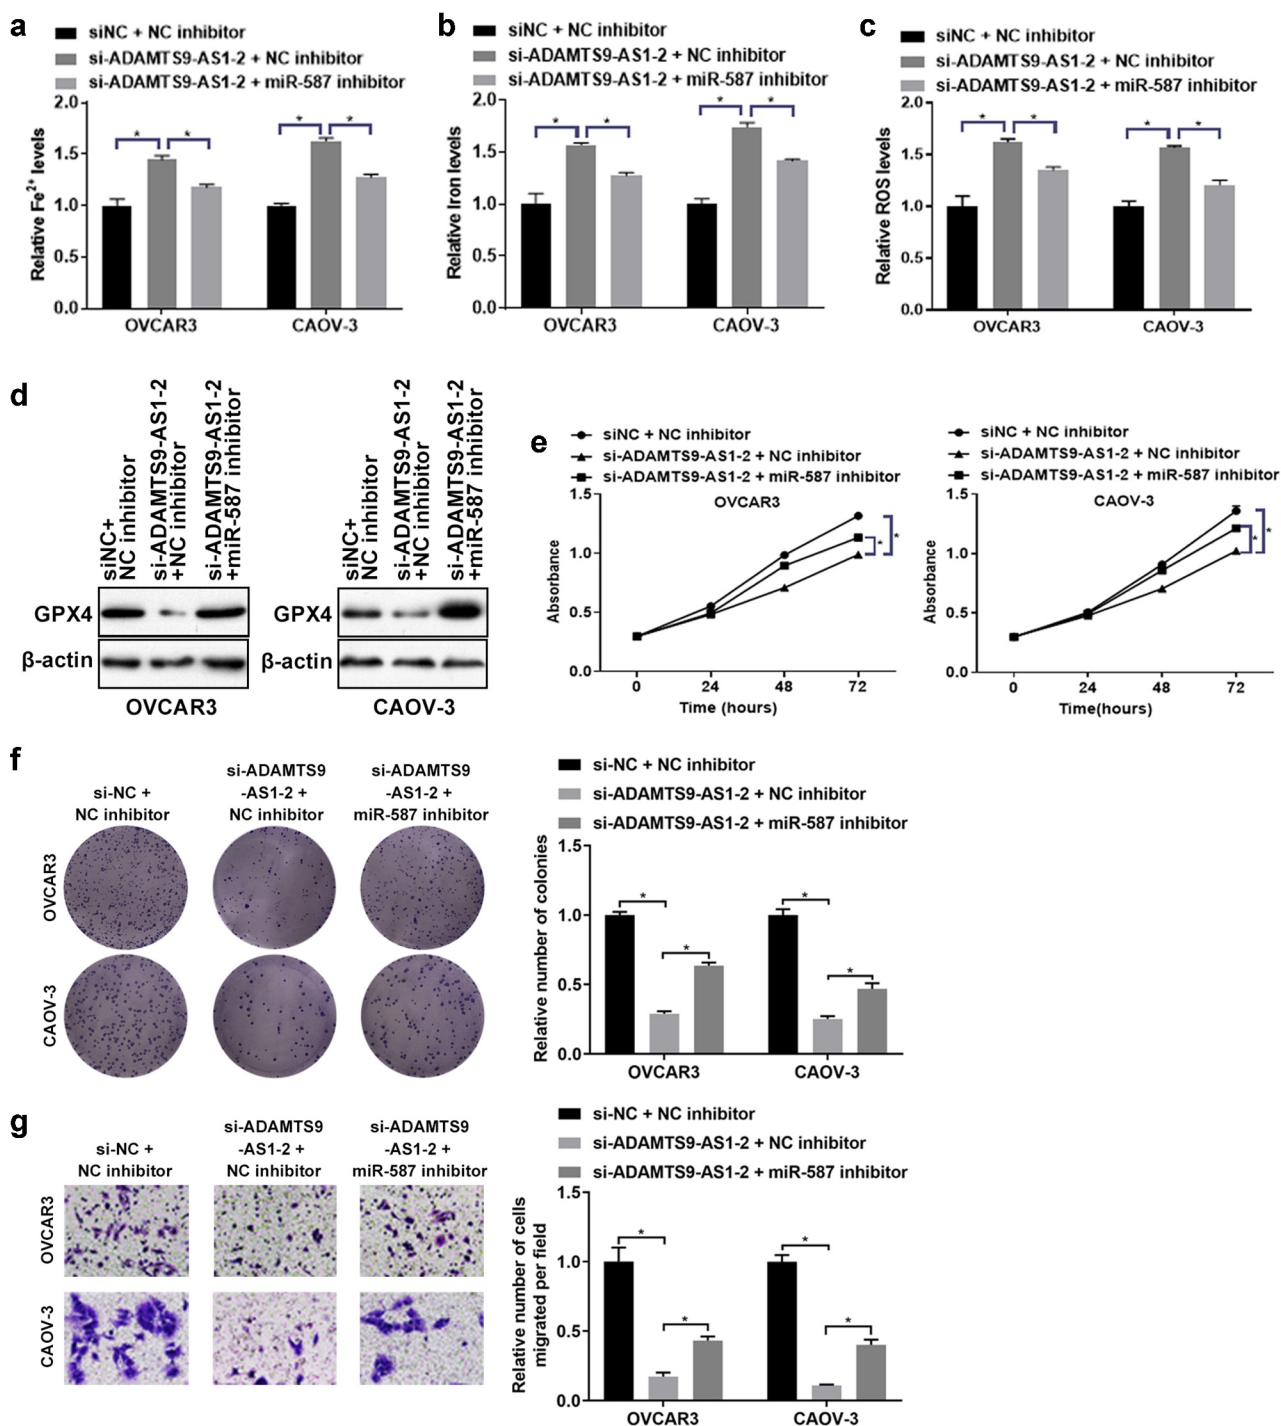 a
siNC + NC inhibitor
si-ADAMTS9-AS1-2 + NC inhibitor
si-ADAMTS9-AS1-2 + miR-587 inhibitor
Relative Fe²⁺ levels
2.0
1.5
1.0
0.5
0.0
* * * *
OVCAR3 CAOV-3
b
siNC + NC inhibitor
si-ADAMTS9-AS1-2 + NC inhibitor
si-ADAMTS9-AS1-2 + miR-587 inhibitor
Relative Iron levels
2.0
1.5
1.0
0.5
0.0
* * * *
OVCAR3 CAOV-3
c
siNC + NC inhibitor
si-ADAMTS9-AS1-2 + NC inhibitor
si-ADAMTS9-AS1-2 + miR-587 inhibitor
Relative ROS levels
2.0
1.5
1.0
0.5
0.0
* * * *
OVCAR3 CAOV-3
d
siNC+
NC inhibitor
si-ADAMTS9-AS1-2
+NC inhibitor
si-ADAMTS9-AS1-2
+miR-587 inhibitor
GPX4
β-actin
OVCAR3
siNC+
NC inhibitor
si-ADAMTS9-AS1-2
+NC inhibitor
si-ADAMTS9-AS1-2
+miR-587 inhibitor
GPX4
β-actin
CAOV-3
e
siNC + NC inhibitor
si-ADAMTS9-AS1-2 + NC inhibitor
si-ADAMTS9-AS1-2 + miR-587 inhibitor
OVCAR3
Absorbance
1.5
1.0
0.5
0.0
* *
0 24 48 72
Time (hours)
siNC + NC inhibitor
si-ADAMTS9-AS1-2 + NC inhibitor
si-ADAMTS9-AS1-2 + miR-587 inhibitor
CAOV-3
Absorbance
1.5
1.0
0.5
0.0
* *
0 24 48 72
Time(hours)
f
si-NC +
NC inhibitor
si-ADAMTS9
-AS1-2 +
NC inhibitor
si-ADAMTS9
-AS1-2 +
miR-587 inhibitor
OVCAR3
CAOV-3
si-NC + NC inhibitor
si-ADAMTS9-AS1-2 + NC inhibitor
si-ADAMTS9-AS1-2 + miR-587 inhibitor
Relative number of colonies
1.5
1.0
0.5
0.0
* * * *
OVCAR3 CAOV-3
g
si-NC +
NC inhibitor
si-ADAMTS9
-AS1-2 +
NC inhibitor
si-ADAMTS9
-AS1-2 +
miR-587 inhibitor
OVCAR3
CAOV-3
si-NC + NC inhibitor
si-ADAMTS9-AS1-2 + NC inhibitor
si-ADAMTS9-AS1-2 + miR-587 inhibitor
Relative number of cells
migrated per field
1.5
1.0
0.5
0.0
* * * *
OVCAR3 CAOV-3